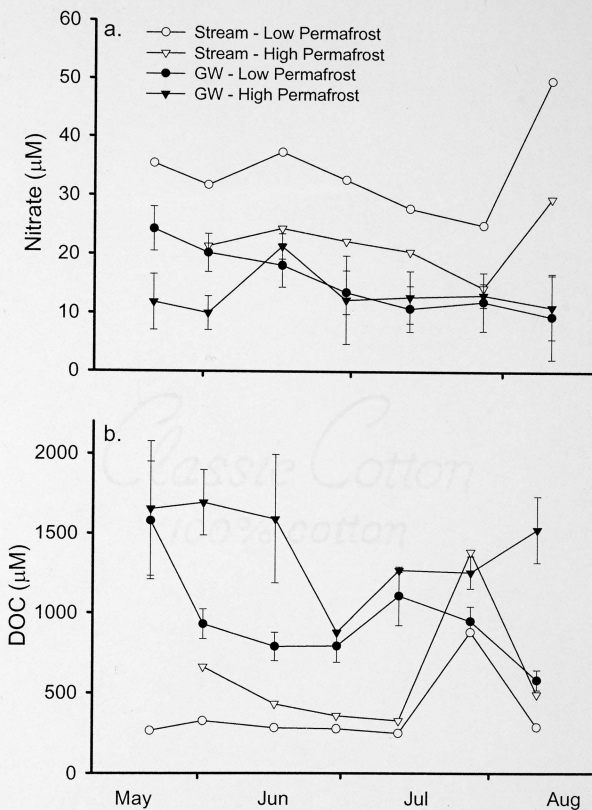 60
a.
Stream - Low Permafrost
Stream - High Permafrost
GW - Low Permafrost
GW - High Permafrost
50
40
30
20
10
0
Nitrate (µM)
b.
Classic Cotton
100% cotton
2000
1500
1000
500
0
DOC (µM)
May Jun Jul Aug